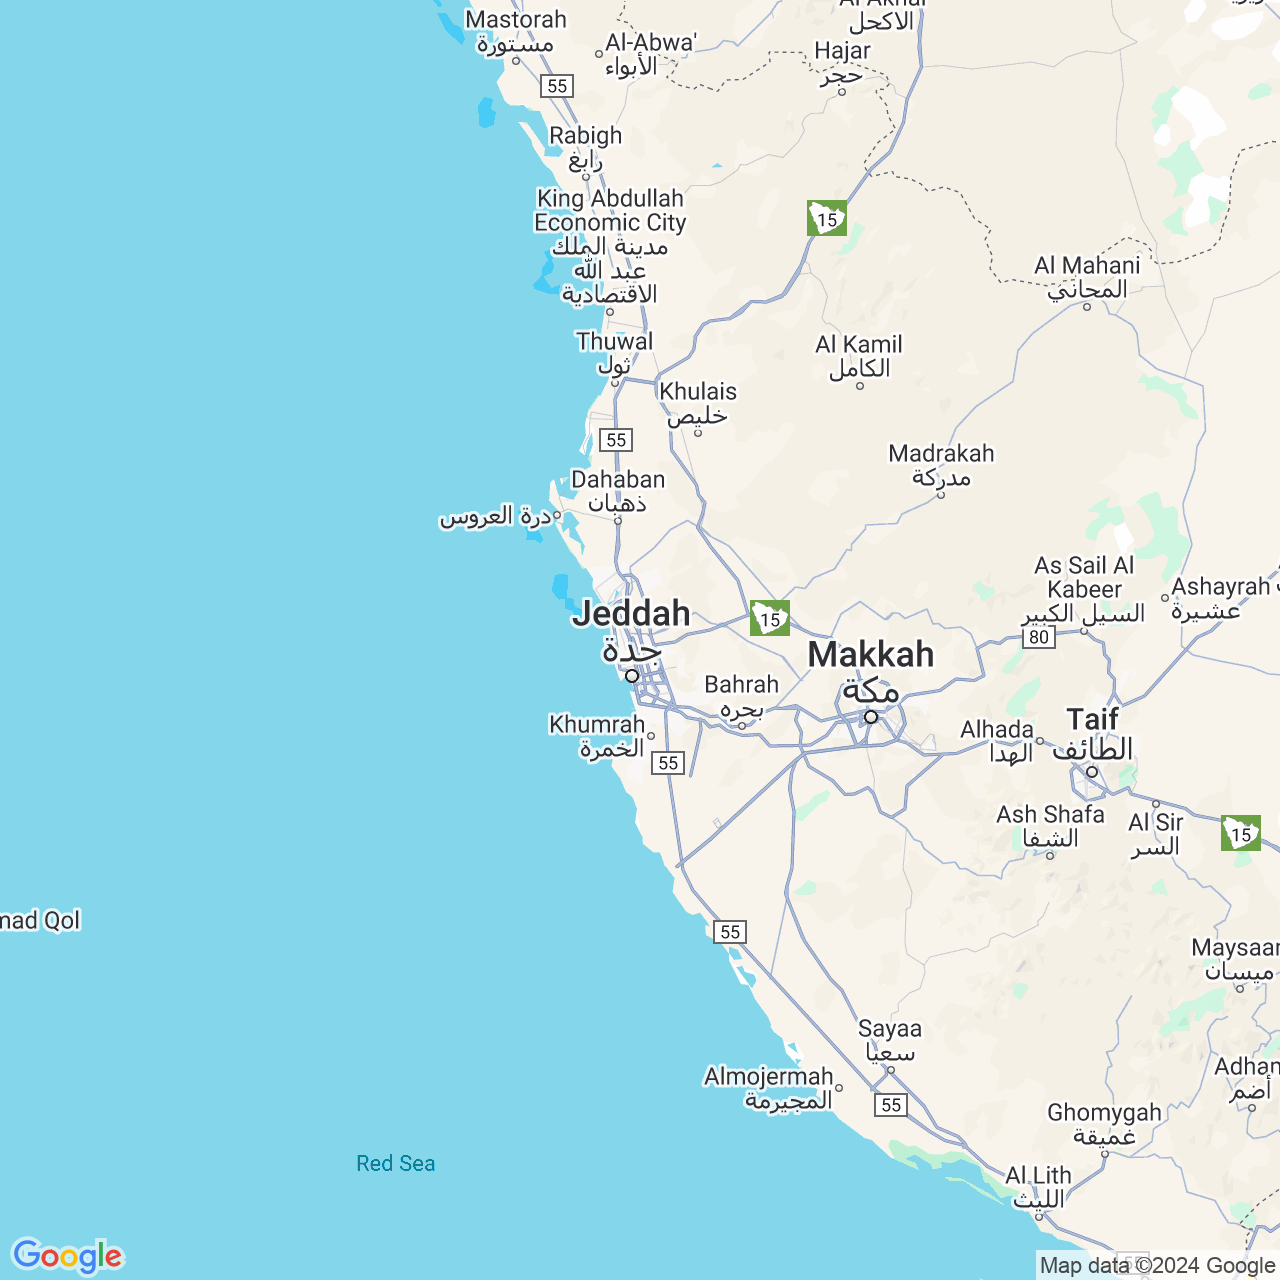 Mastorah
مستورة
Al-Abwa'
الأبواء
Al Akhal
الاكحل
Hajar
حجر
55
Rabigh
رابغ
King Abdullah
Economic City
مدينة الملك
عبد الله
الاقتصادية
15
Al Mahani
المحاني
Thuwal
ثول
Al Kamil
الكامل
Khulais
خليص
55
Madrakah
مدركة
Dahaban
ذهبان
درة العروس
As Sail Al
Kabeer
السيل الكبير
Ashayrah
عشيرة
Jeddah
جدة
15
80
Makkah
مكة
Bahrah
بحره
Khumrah
الخمرة
Alhada
الهدا
Taif
الطائف
55
Ash Shafa
الشفا
Al Sir
السر
15
mad Qol
55
Maysaan
ميسان
Sayaa
سعيا
Almojermah
المجيرمة
55
Adham
أضم
Ghomygah
غميقة
Red Sea
Al Lith
الليث
55
Google
Map data ©2024 Google